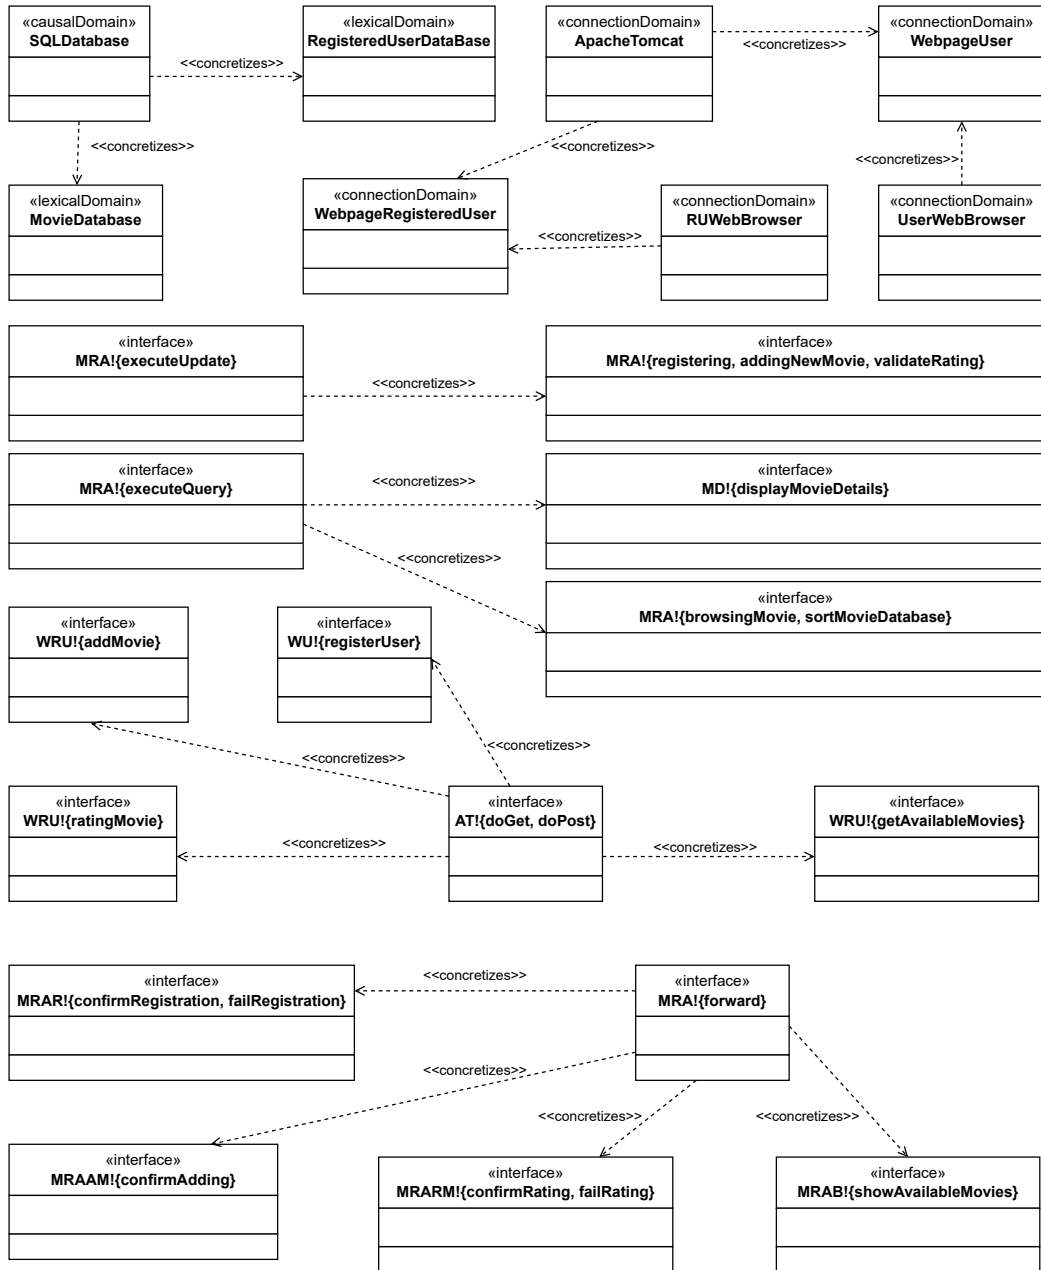 «causalDomain»
SQLDatabase
«lexicalDomain»
RegisteredUserDataBase
«connectionDomain»
ApacheTomcat
«connectionDomain»
WebpageUser
<<concretizes>>
<<concretizes>>
<<concretizes>>
<<concretizes>>
<<concretizes>>
«lexicalDomain»
MovieDatabase
«connectionDomain»
WebpageRegisteredUser
«connectionDomain»
RUWebBrowser
«connectionDomain»
UserWebBrowser
<<concretizes>>
«interface»
MRA!{executeUpdate}
«interface»
MRA!{registering, addingNewMovie, validateRating}
<<concretizes>>
«interface»
MRA!{executeQuery}
«interface»
MD!{displayMovieDetails}
<<concretizes>>
<<concretizes>>
«interface»
MRA!{browsingMovie, sortMovieDatabase}
«interface»
WRU!{addMovie}
«interface»
WU!{registerUser}
<<concretizes>>
<<concretizes>>
«interface»
WRU!{ratingMovie}
«interface»
AT!{doGet, doPost}
«interface»
WRU!{getAvailableMovies}
<<concretizes>>
<<concretizes>>
«interface»
MRAR!{confirmRegistration, failRegistration}
<<concretizes>>
«interface»
MRA!{forward}
<<concretizes>>
<<concretizes>>
<<concretizes>>
«interface»
MRAAM!{confirmAdding}
«interface»
MRARM!{confirmRating, failRating}
«interface»
MRAB!{showAvailableMovies}